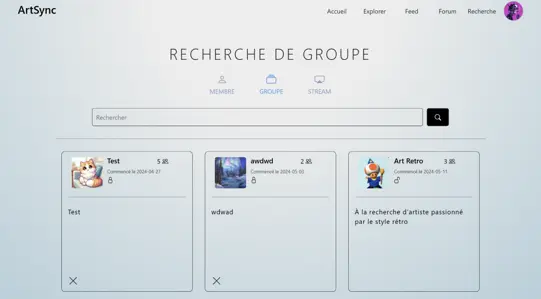 ArtSync
Accueil Explorer Feed Forum Recherche
RECHERCHE DE GROUPE
MEMBRE GROUPE STREAM
Rechercher
Test 5
Commencé le 2024-04-27
Test
awdwd 2
Commencé le 2024-05-03
wdwad
Art Retro 3
Commencé le 2024-05-11
À la recherche d'artiste passionné
par le style rétro